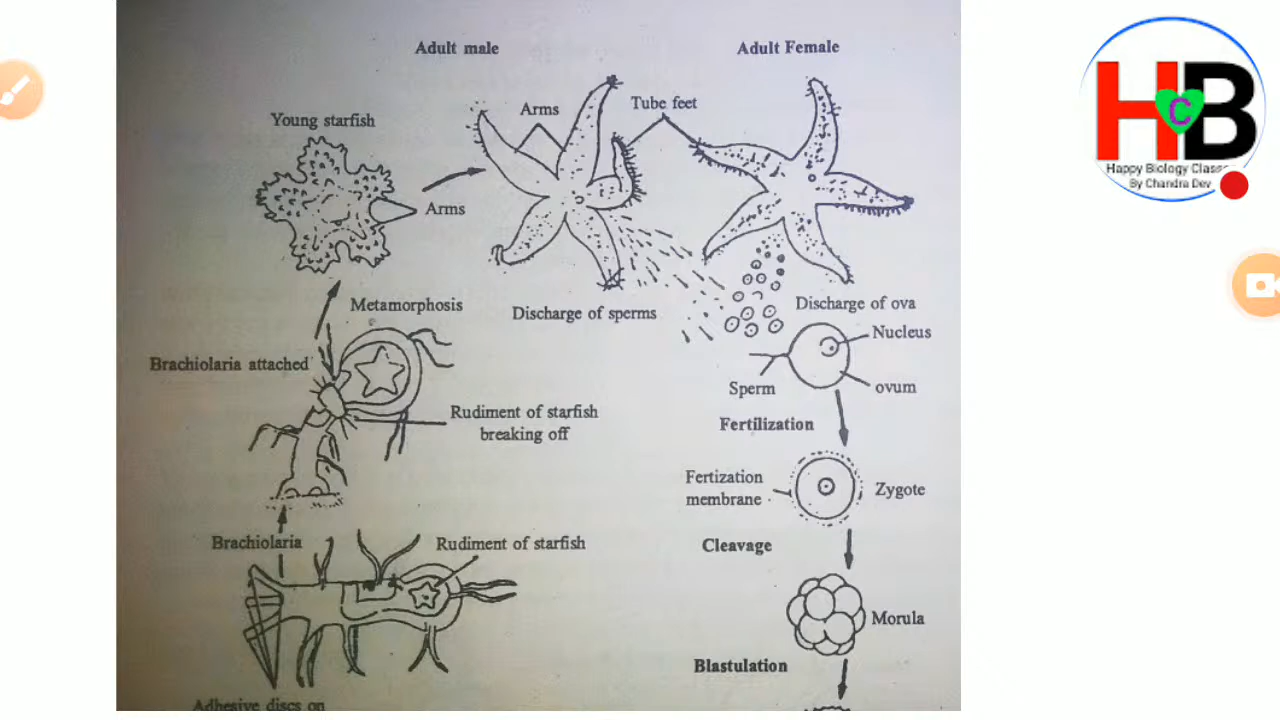 Adult male
Adult Female
Young starfish
Arms
Tube feet
Arms
Metamorphosis
Discharge of sperms
Discharge of ova
Nucleus
Brachiolaria attached
Sperm
ovum
Rudiment of starfish
breaking off
Fertilization
Fertization
membrane
Zygote
Brachiolaria
Rudiment of starfish
Cleavage
Morula
Blastulation
Adhesive discs on
HCB
Happy Biology Classe
By Chandra Dev